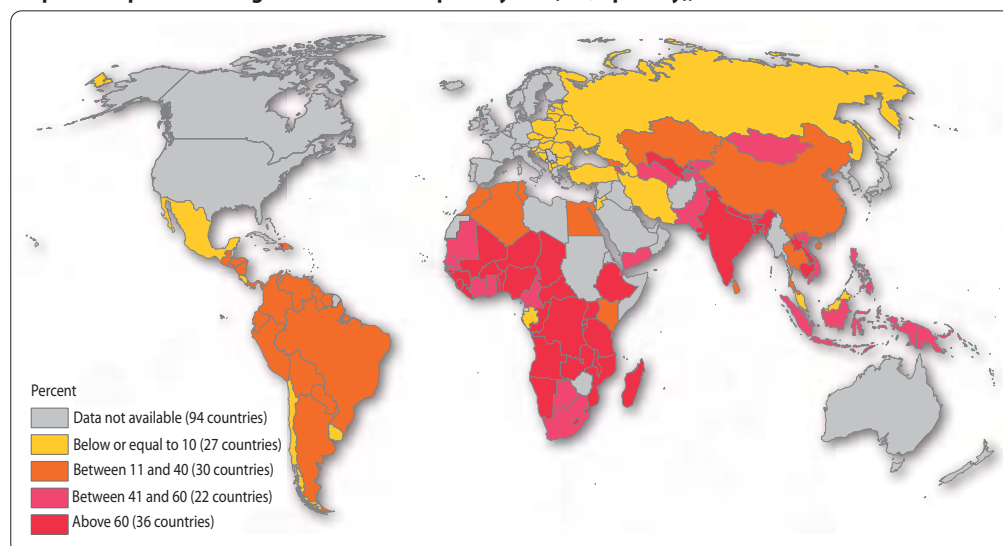 Percent
Data not available (94 countries)
Below or equal to 10 (27 countries)
Between 11 and 40 (30 countries)
Between 41 and 60 (22 countries)
Above 60 (36 countries)